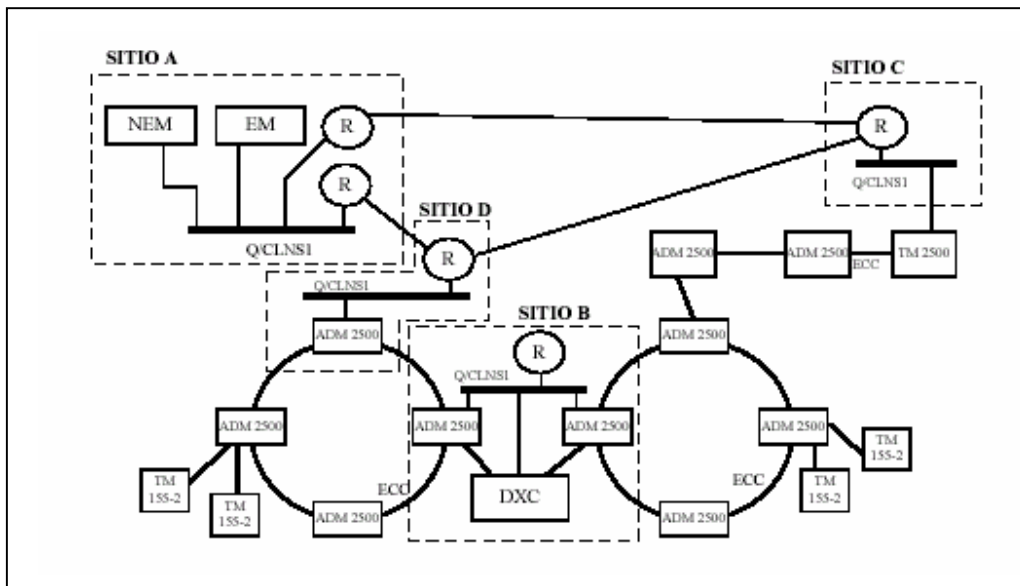 SITIO A
NEM
EM
R
R
Q/CLNS1
SITIO D
R
Q/CLNS1
ADM 2500
SITIO C
R
Q/CLNS1
ADM 2500
ADM 2500
ECC
TM 2500
SITIO B
R
Q/CLNS1
ADM 2500
ADM 2500
ADM 2500
ADM 2500
ADM 2500
TM
155-2
TM
155-2
TM
155-2
TM
155-2
ECC
DXC
ECC
ADM 2500
ADM 2500